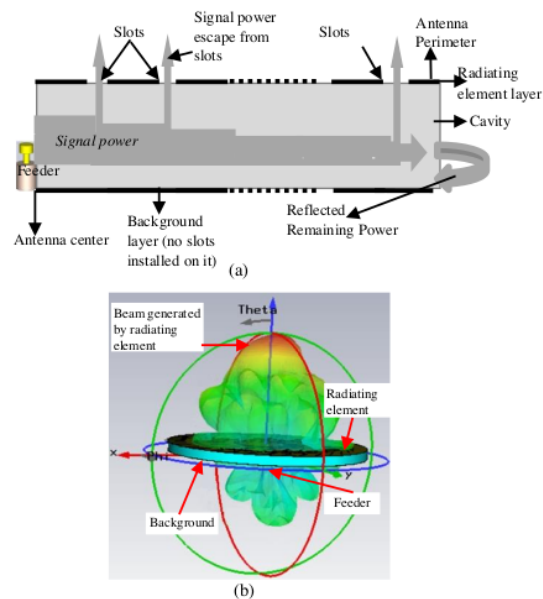 Slots
Signal power
escape from
slots
Slots
Antenna
Perimeter
Radiating
element layer
Cavity
Signal power
Feeder
Antenna center
Background
layer (no slots
installed on it)
Reflected
Remaining Power
(a)
Beam generated
by radiating
element
Theta
Radiating
element
x
Phi
y
Feeder
Background
(b)